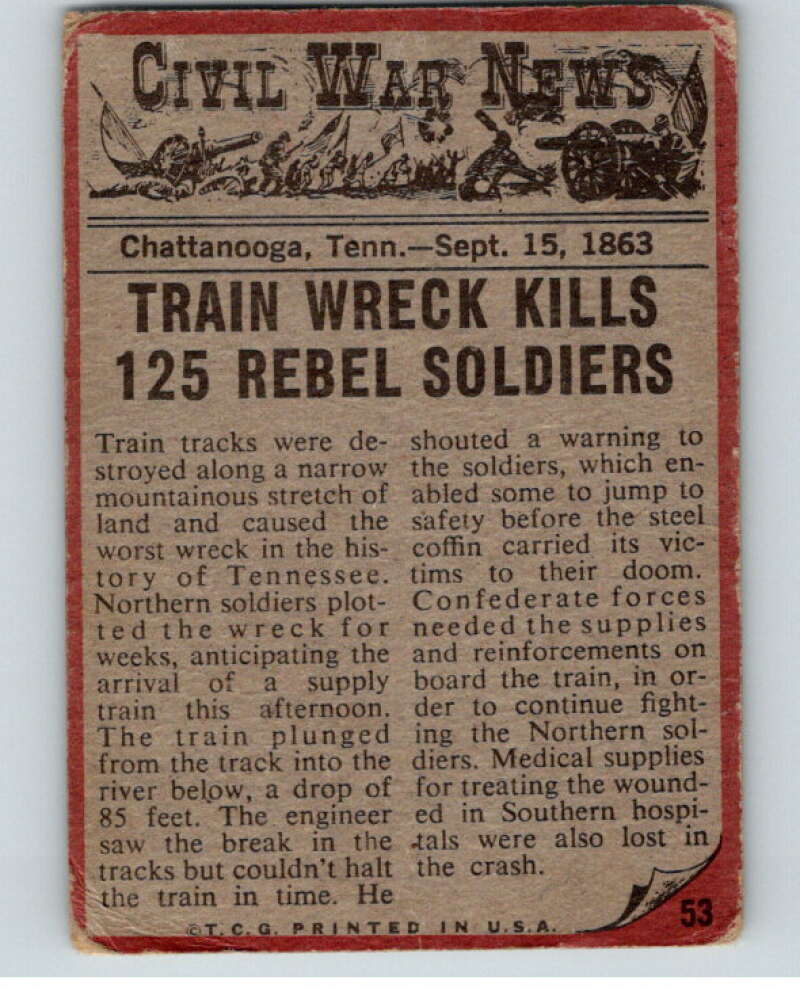 CIVIL WAR NEWS
Chattanooga, Tenn.—Sept. 15, 1863
TRAIN WRECK KILLS
125 REBEL SOLDIERS
Train tracks were de-
stroyed along a narrow
mountainous stretch of
land and caused the
worst wreck in the his-
tory of Tennessee.
Northern soldiers plot-
ted the wreck for
weeks, anticipating the
arrival of a supply
train this afternoon.
The train plunged
from the track into the
river below, a drop of
85 feet. The engineer
saw the break in the
tracks but couldn't halt
the train in time. He
shouted a warning to
the soldiers, which en-
abled some to jump to
safety before the steel
coffin carried its vic-
tims to their doom.
Confederate forces
needed the supplies
and reinforcements on
board the train, in or-
der to continue fight-
ing the Northern sol-
diers. Medical supplies
for treating the wound-
ed in Southern hospi-
tals were also lost in
the crash.
53
©T.C.G. PRINTED IN U.S.A.